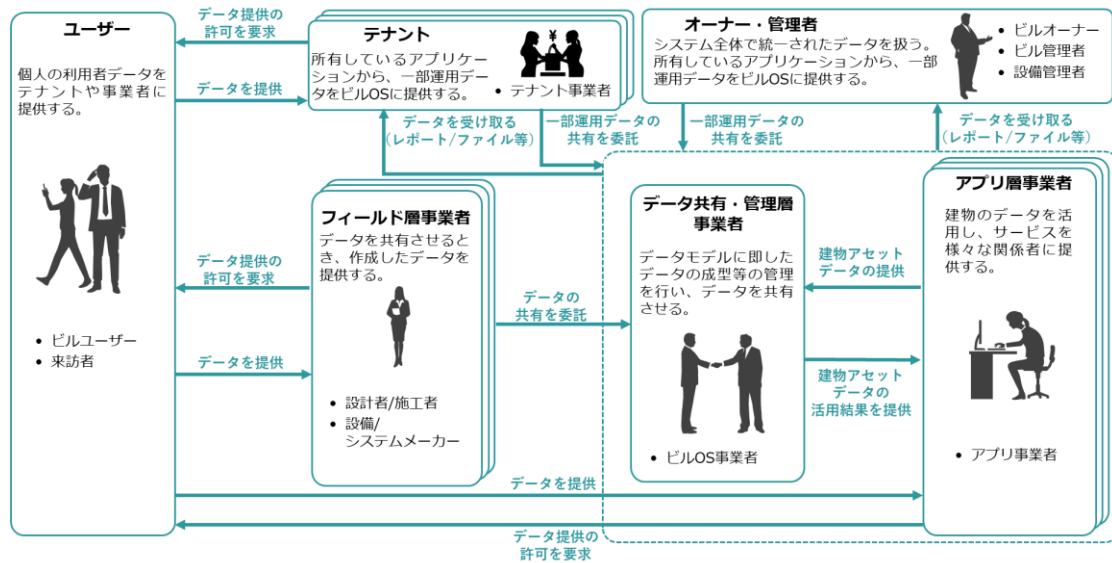 ユーザー
個人の利用者データを
テナントや事業者に
提供する。
• ビルユーザー
• 来訪者
データ提供の
許可を要求
データを提供
テナント
所有しているアプリケー
ションから、一部運用デー
タをビルOSに提供する。
¥
• テナント事業者
オーナー・管理者
システム全体で統一されたデータを扱う。
所有しているアプリケーションから、一部
運用データをビルOSに提供する。
• ビルオーナー
• ビル管理者
• 設備管理者
データを受け取る
(レポート/ファイル等)
一部運用データの
共有を委託
一部運用データの
共有を委託
データを受け取る
(レポート/ファイル等)
データ提供の
許可を要求
データを提供
フィールド層事業者
データを共有させると
き、作成したデータを
提供する。
• 設計者/施工者
• 設備/
システムメーカー
データの
共有を委託
データ共有・管理層
事業者
データモデルに即した
データの成型等の管理
を行い、データを共有
させる。
• ビルOS事業者
建物アセット
データの提供
建物アセット
データの
活用結果を提供
アプリ層事業者
建物のデータを活
用し、サービスを
様々な関係者に提
供する。
• アプリ事業者
データを提供
データ提供の
許可を要求